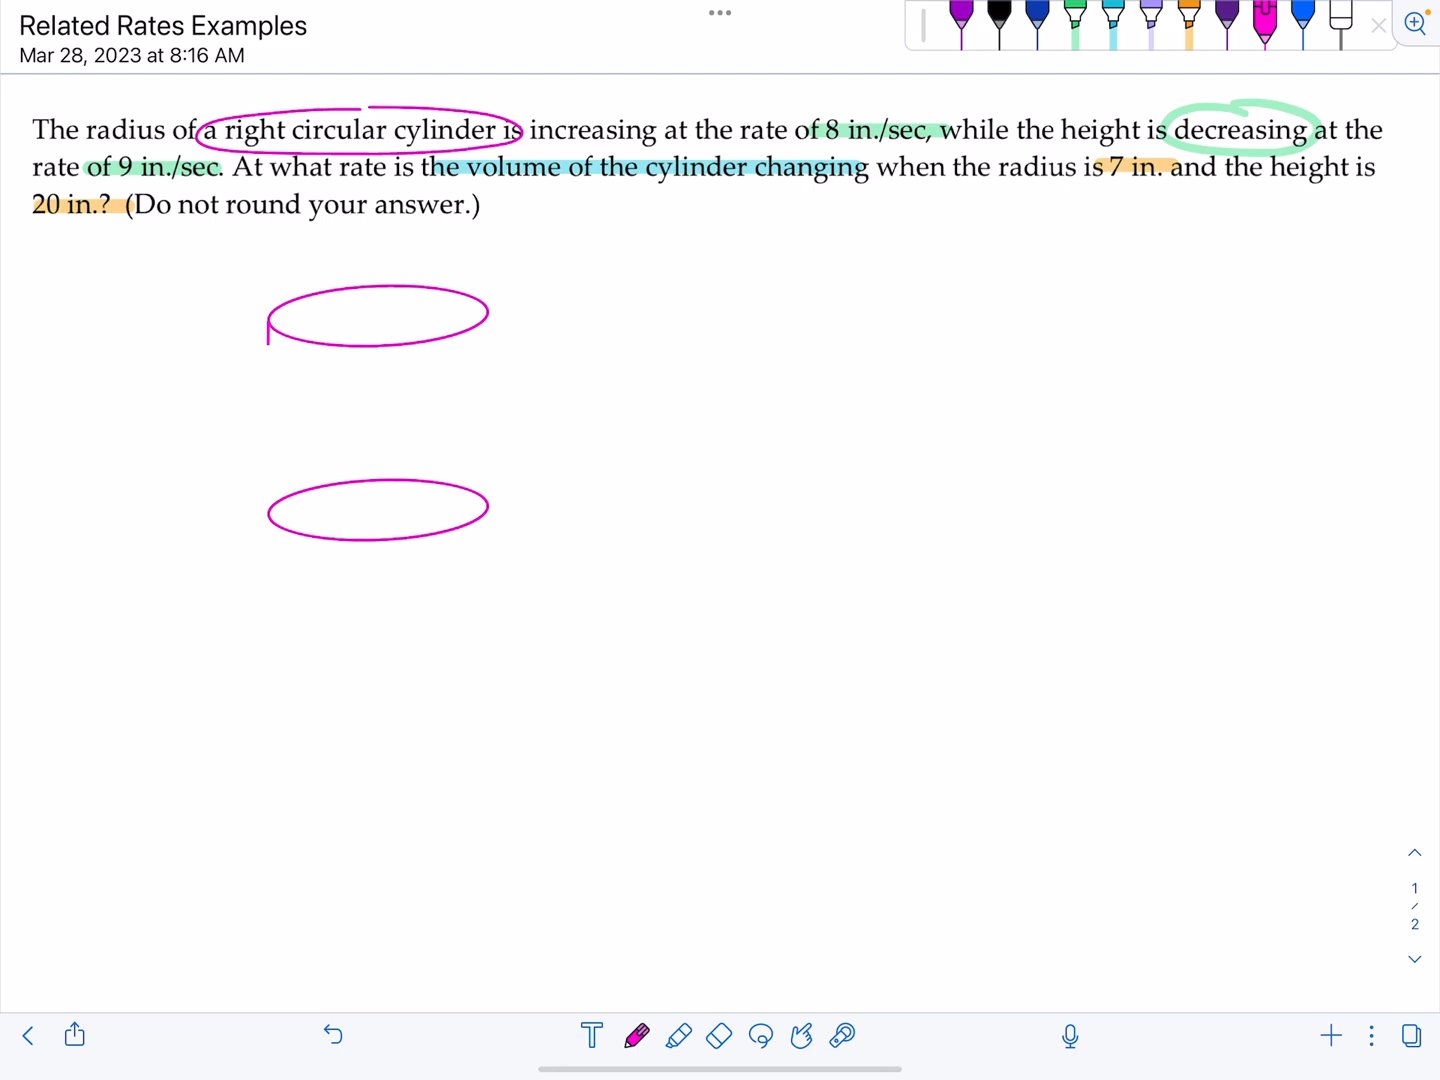 Related Rates Examples
Mar 28, 2023 at 8:16 AM
The radius of a right circular cylinder is increasing at the rate of 8 in./sec, while the height is decreasing at the
rate of 9 in./sec. At what rate is the volume of the cylinder changing when the radius is 7 in. and the height is
20 in.? (Do not round your answer.)
1
/
2